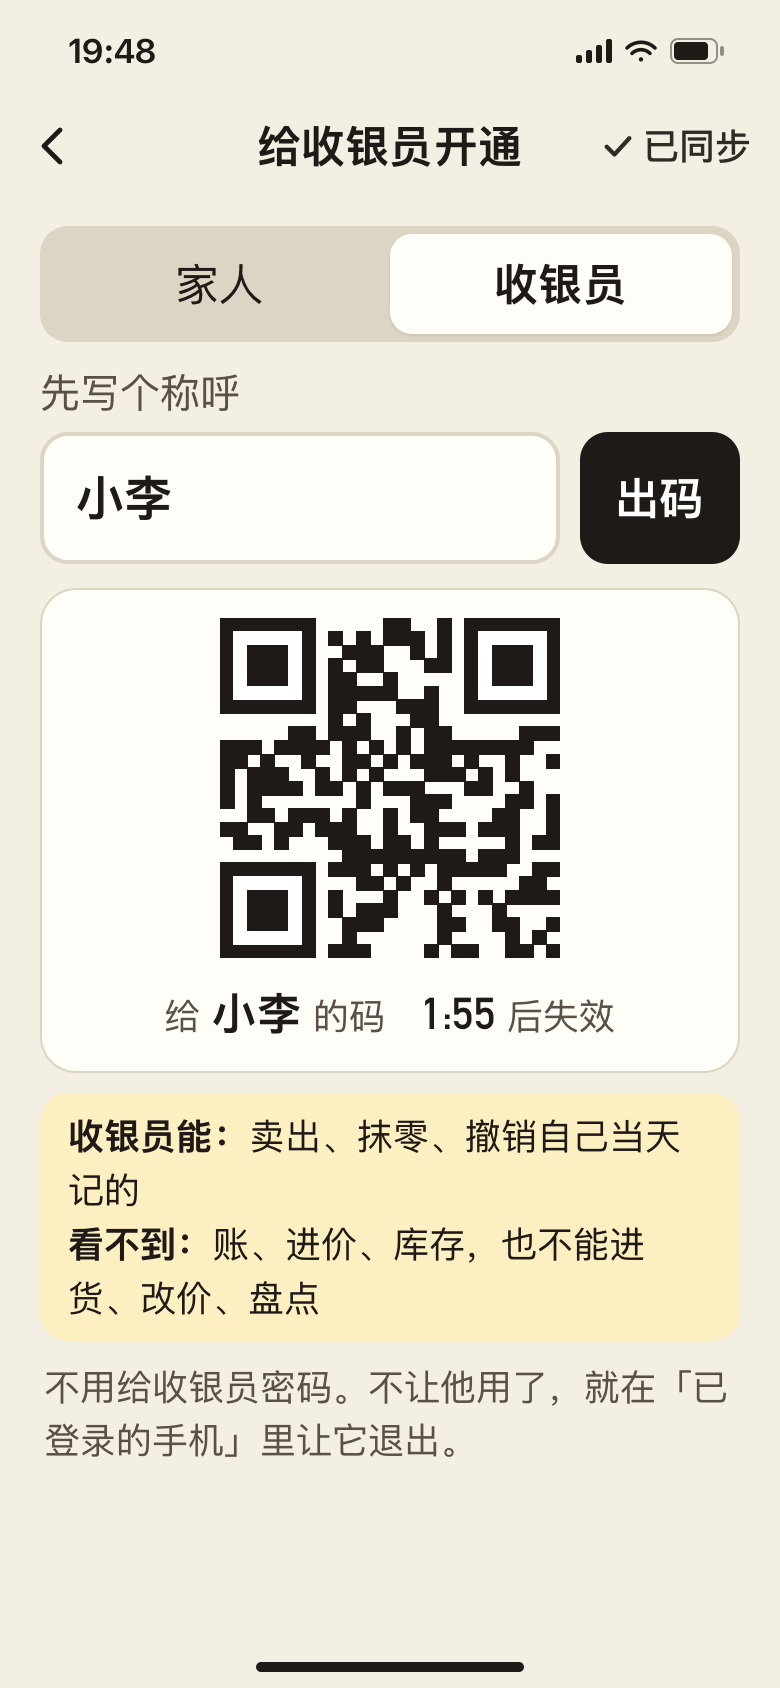 19:48
给收银员开通
已同步
家人
收银员
先写个称呼
小李
出码
给 小李 的码 1:55 后失效
收银员能：卖出、抹零、撤销自己当天
记的
看不到：账、进价、库存，也不能进
货、改价、盘点
不用给收银员密码。不让他用了，就在「已
登录的手机」里让它退出。